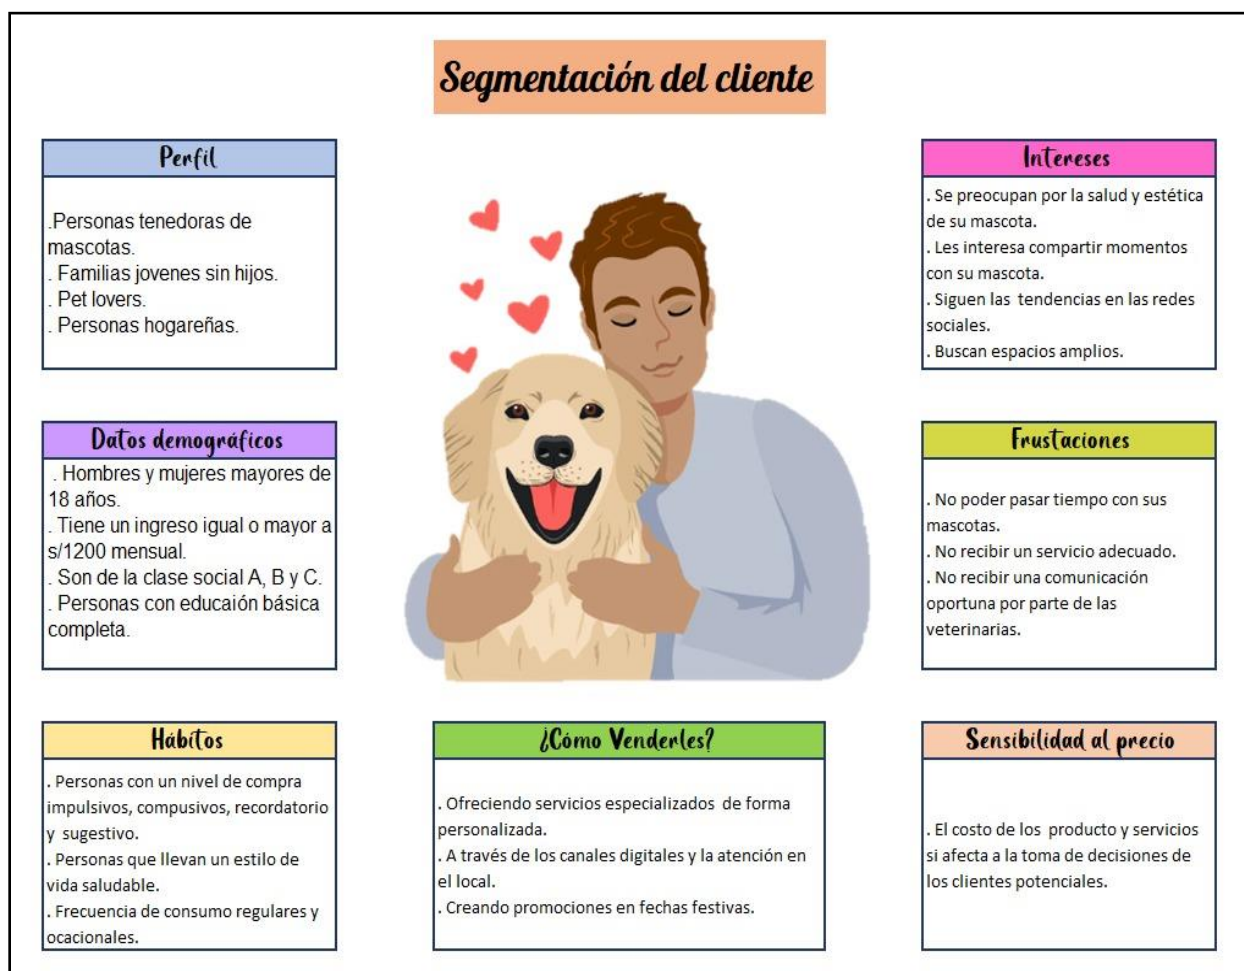 Segmentación del cliente
Perfil
.Personas tenedoras de
mascotas.
. Familias jovenes sin hijos.
. Pet lovers.
. Personas hogareñas.
Intereses
. Se preocupan por la salud y estética
de su mascota.
. Les interesa compartir momentos
con su mascota.
. Siguen las tendencias en las redes
sociales.
. Buscan espacios amplios.
Datos demográficos
. Hombres y mujeres mayores de
18 años.
. Tiene un ingreso igual o mayor a
s/1200 mensual.
. Son de la clase social A, B y C.
. Personas con educaión básica
completa.
Frustaciones
. No poder pasar tiempo con sus
mascotas.
. No recibir un servicio adecuado.
. No recibir una comunicación
oportuna por parte de las
veterinarias.
Hábitos
. Personas con un nivel de compra
impulsivos, compusivos, recordatorio
y sugestivo.
. Personas que llevan un estilo de
vida saludable.
. Frecuencia de consumo regulares y
ocacionales.
¿Cómo Venderles?
. Ofreciendo servicios especializados de forma
personalizada.
. A través de los canales digitales y la atención en
el local.
. Creando promociones en fechas festivas.
Sensibilidad al precio
. El costo de los producto y servicios
si afecta a la toma de decisiones de
los clientes potenciales.